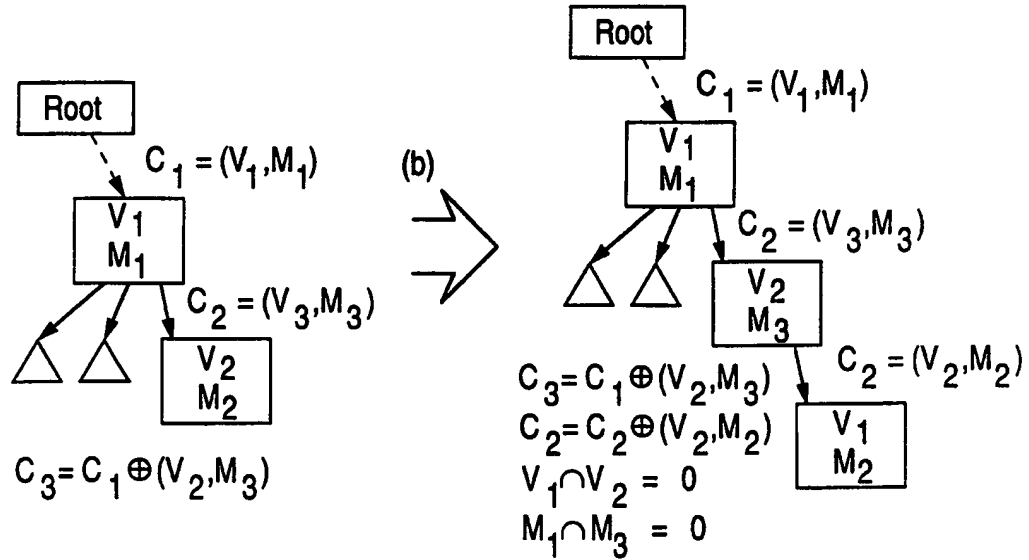 Root
C₁ = (V₁,M₁)
V₁
M₁
C₂ = (V₃,M₃)
V₂
M₂
C₃= C₁⊕(V₂,M₃)
(b)
Root
C₁ = (V₁,M₁)
V₁
M₁
C₂ = (V₃,M₃)
V₂
M₃
C₂ = (V₂,M₂)
V₁
M₂
C₃= C₁⊕(V₂,M₃)
C₂= C₂⊕(V₂,M₂)
V₁∩V₂ = 0
M₁∩M₃ = 0